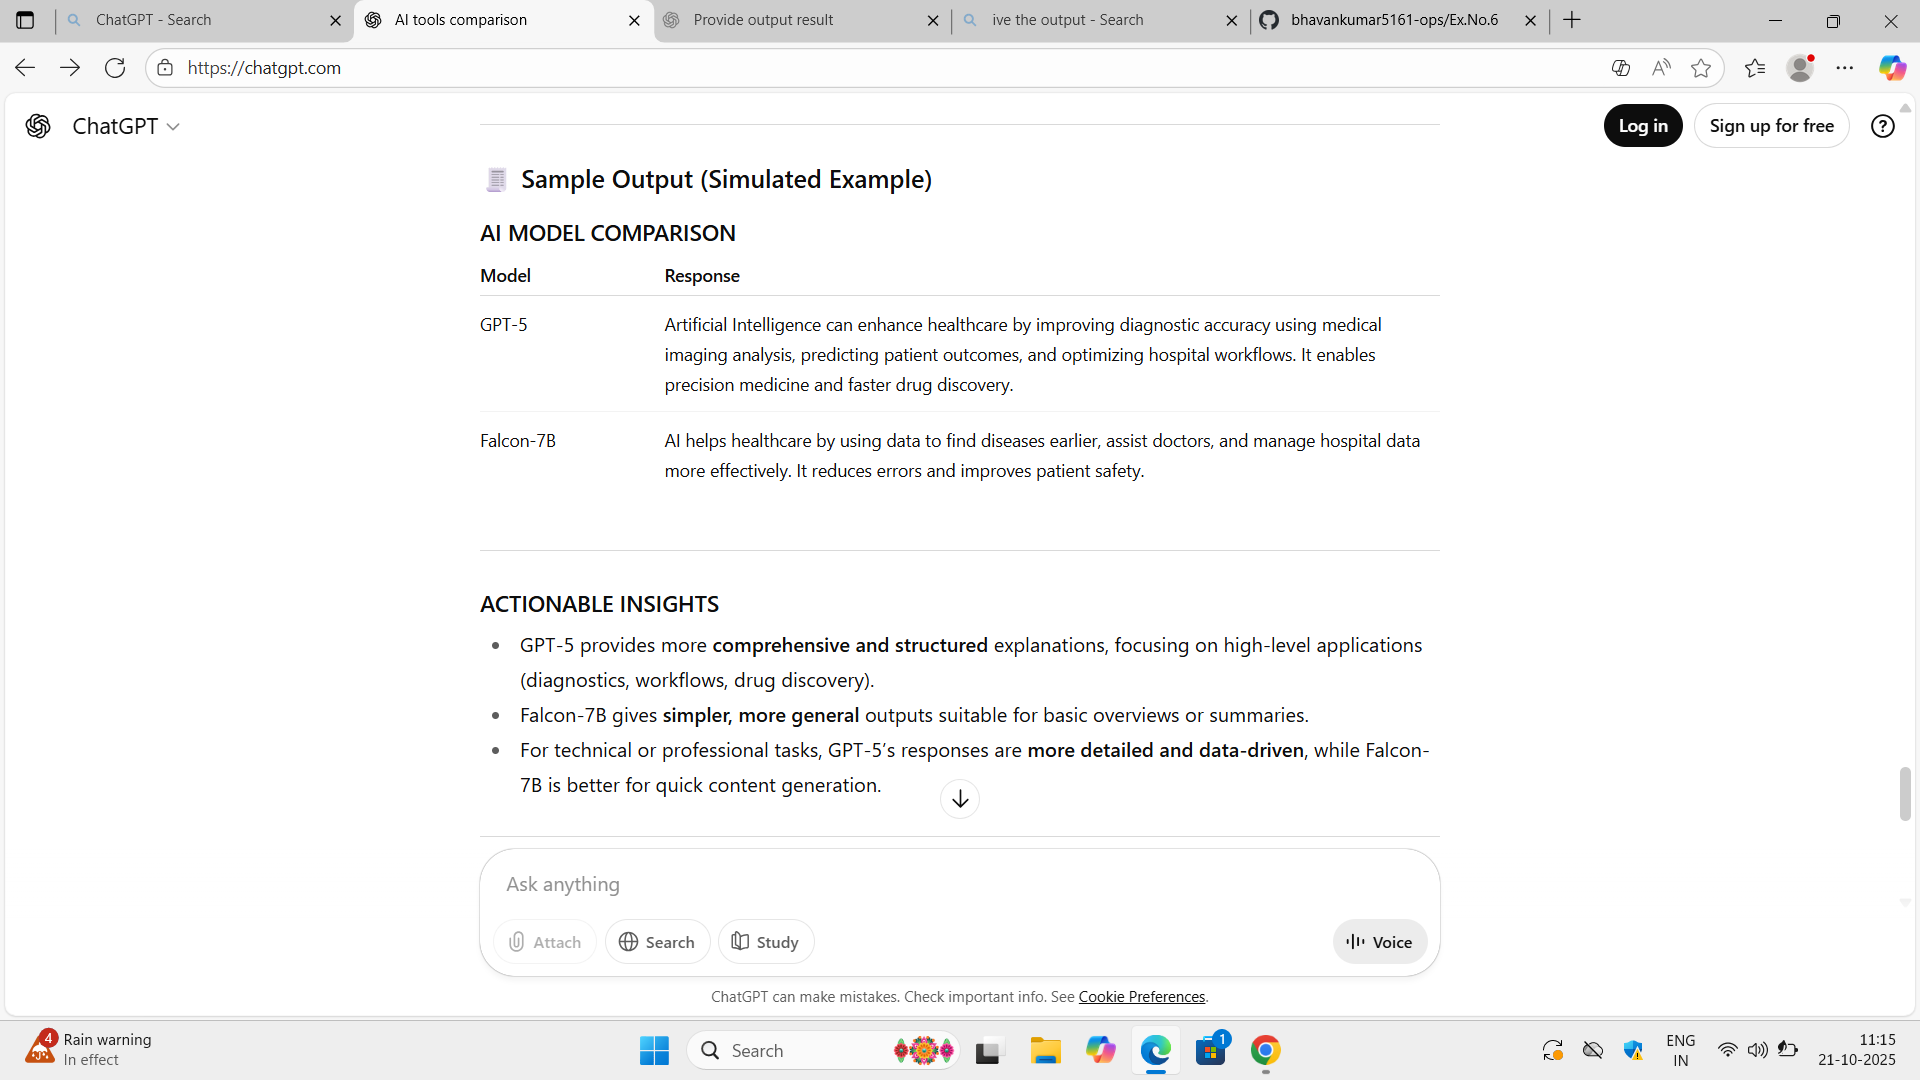 ChatGPT - Search
AI tools comparison
Provide output result
ive the output - Search
bhavankumar5161-ops/Ex.No.6
https://chatgpt.com
ChatGPT
Log in
Sign up for free
Sample Output (Simulated Example)
AI MODEL COMPARISON
Model Response
GPT-5 Artificial Intelligence can enhance healthcare by improving diagnostic accuracy using medical
imaging analysis, predicting patient outcomes, and optimizing hospital workflows. It enables
precision medicine and faster drug discovery.
Falcon-7B AI helps healthcare by using data to find diseases earlier, assist doctors, and manage hospital data
more effectively. It reduces errors and improves patient safety.
ACTIONABLE INSIGHTS
• GPT-5 provides more comprehensive and structured explanations, focusing on high-level applications
(diagnostics, workflows, drug discovery).
• Falcon-7B gives simpler, more general outputs suitable for basic overviews or summaries.
• For technical or professional tasks, GPT-5’s responses are more detailed and data-driven, while Falcon-
7B is better for quick content generation.
Ask anything
Attach
Search
Study
Voice
ChatGPT can make mistakes. Check important info. See Cookie Preferences.
4
Rain warning
In effect
Search
1
ENG
IN
11:15
21-10-2025